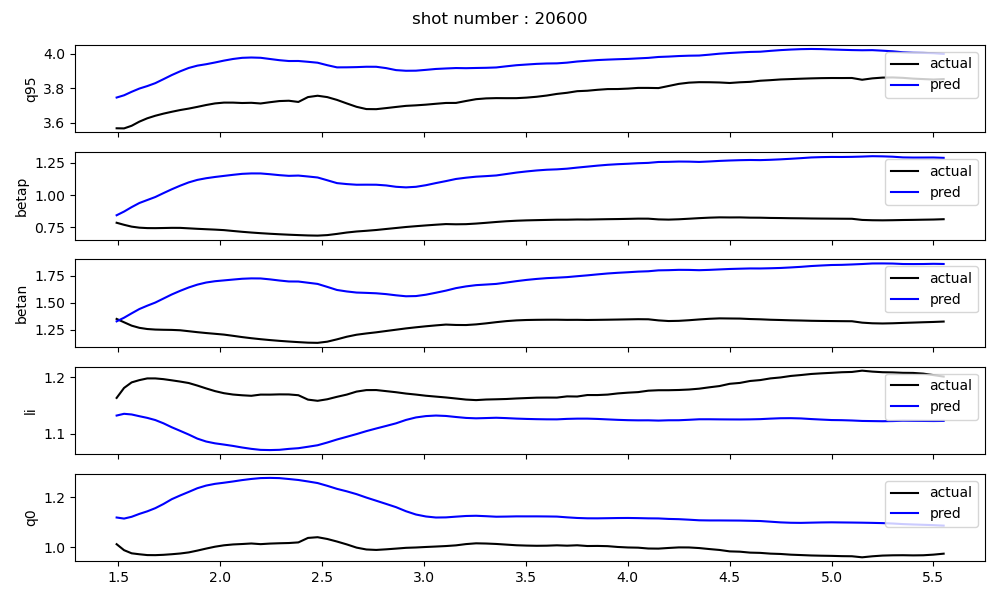 shot number : 20600
q95
4.0
3.8
3.6
actual
pred
betap
1.25
1.00
0.75
actual
pred
betan
1.75
1.50
1.25
actual
pred
li
1.2
1.1
actual
pred
q0
1.2
1.0
actual
pred
1.5 2.0 2.5 3.0 3.5 4.0 4.5 5.0 5.5